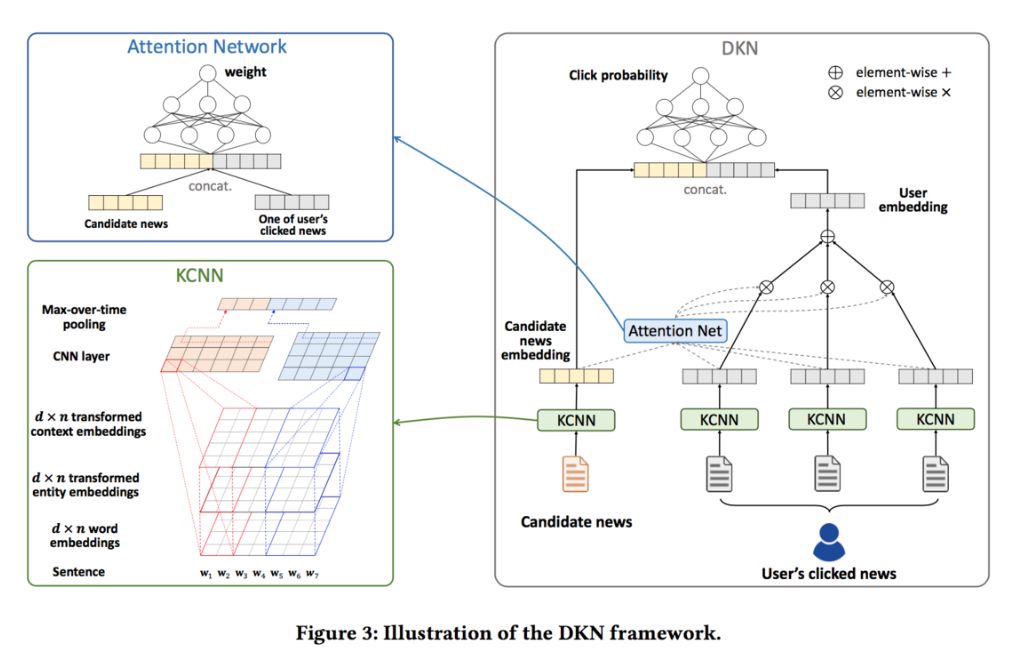 Attention Network
weight
concat.
Candidate news
One of user's
clicked news
KCNN
Max-over-time
pooling
CNN layer
d × n transformed
context embeddings
d × n transformed
entity embeddings
d × n word
embeddings
Sentence
w₁ w₂ w₃ w₄ w₅ w₆ w₇
DKN
Click probability
element-wise +
element-wise ×
concat.
User
embedding
Attention Net
Candidate
news
embedding
KCNN
KCNN
KCNN
KCNN
Candidate news
User's clicked news
Figure 3: Illustration of the DKN framework.